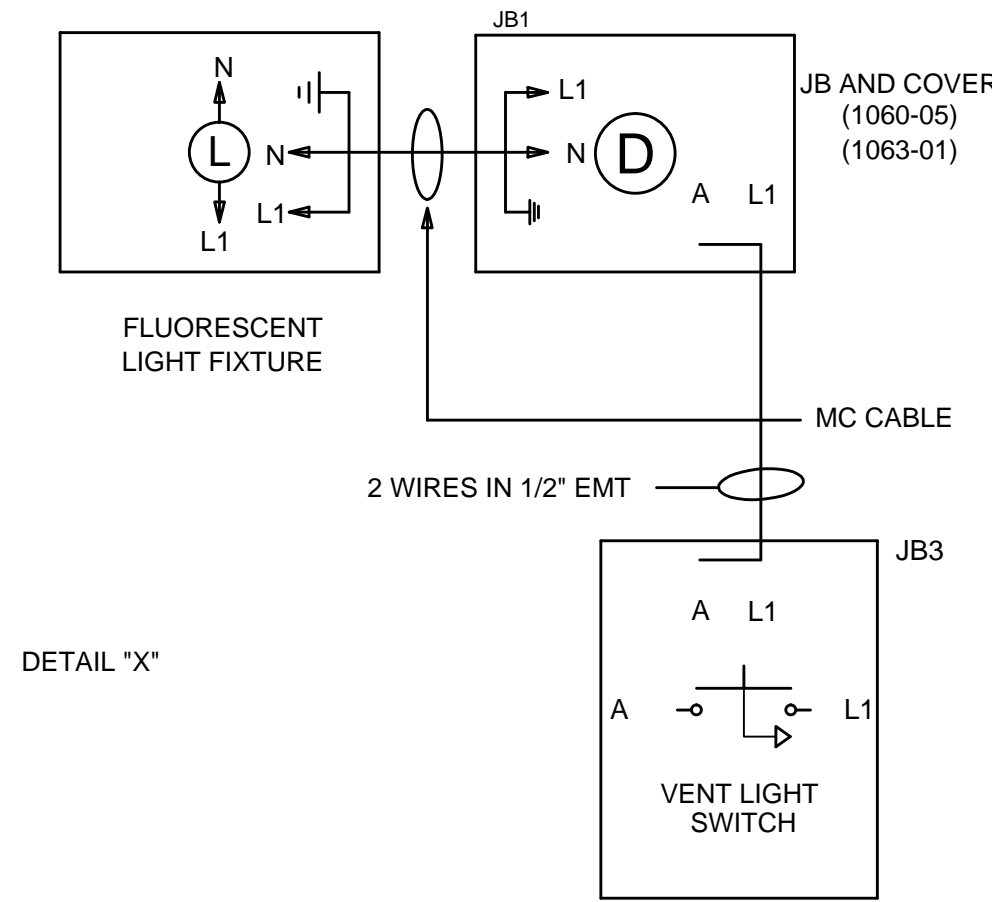 JB1
N
L
L1
N
L1
FLUORESCENT
LIGHT FIXTURE
L1
N
D
A L1
JB AND COVER
(1060-05)
(1063-01)
MC CABLE
2 WIRES IN 1/2" EMT
JB3
A L1
A
L1
VENT LIGHT
SWITCH
DETAIL "X"